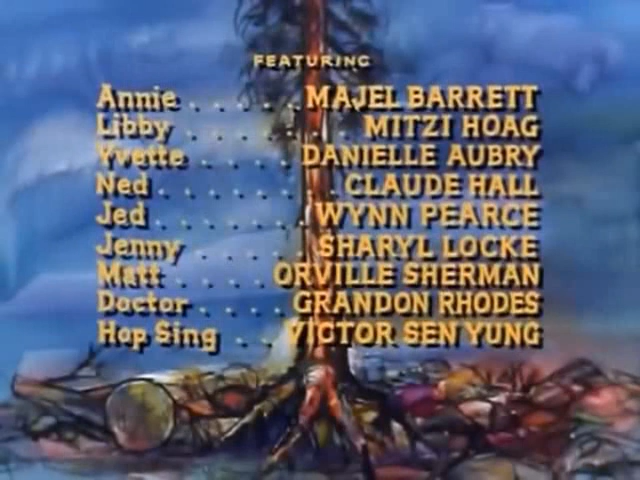 FEATURING
Annie . . . . . MAJEL BARRETT
Libby . . . . . . . . MITZI HOAG
Yvette . . . . . DANIELLE AUBRY
Ned . . . . . . . . CLAUDE HALL
Jed . . . . . . . . WYNN PEARCE
Jenny . . . . . SHARYL LOCKE
Matt . . . . . ORVILLE SHERMAN
Doctor . . . . GRANDON RHODES
Hop Sing . . VICTOR SEN YUNG